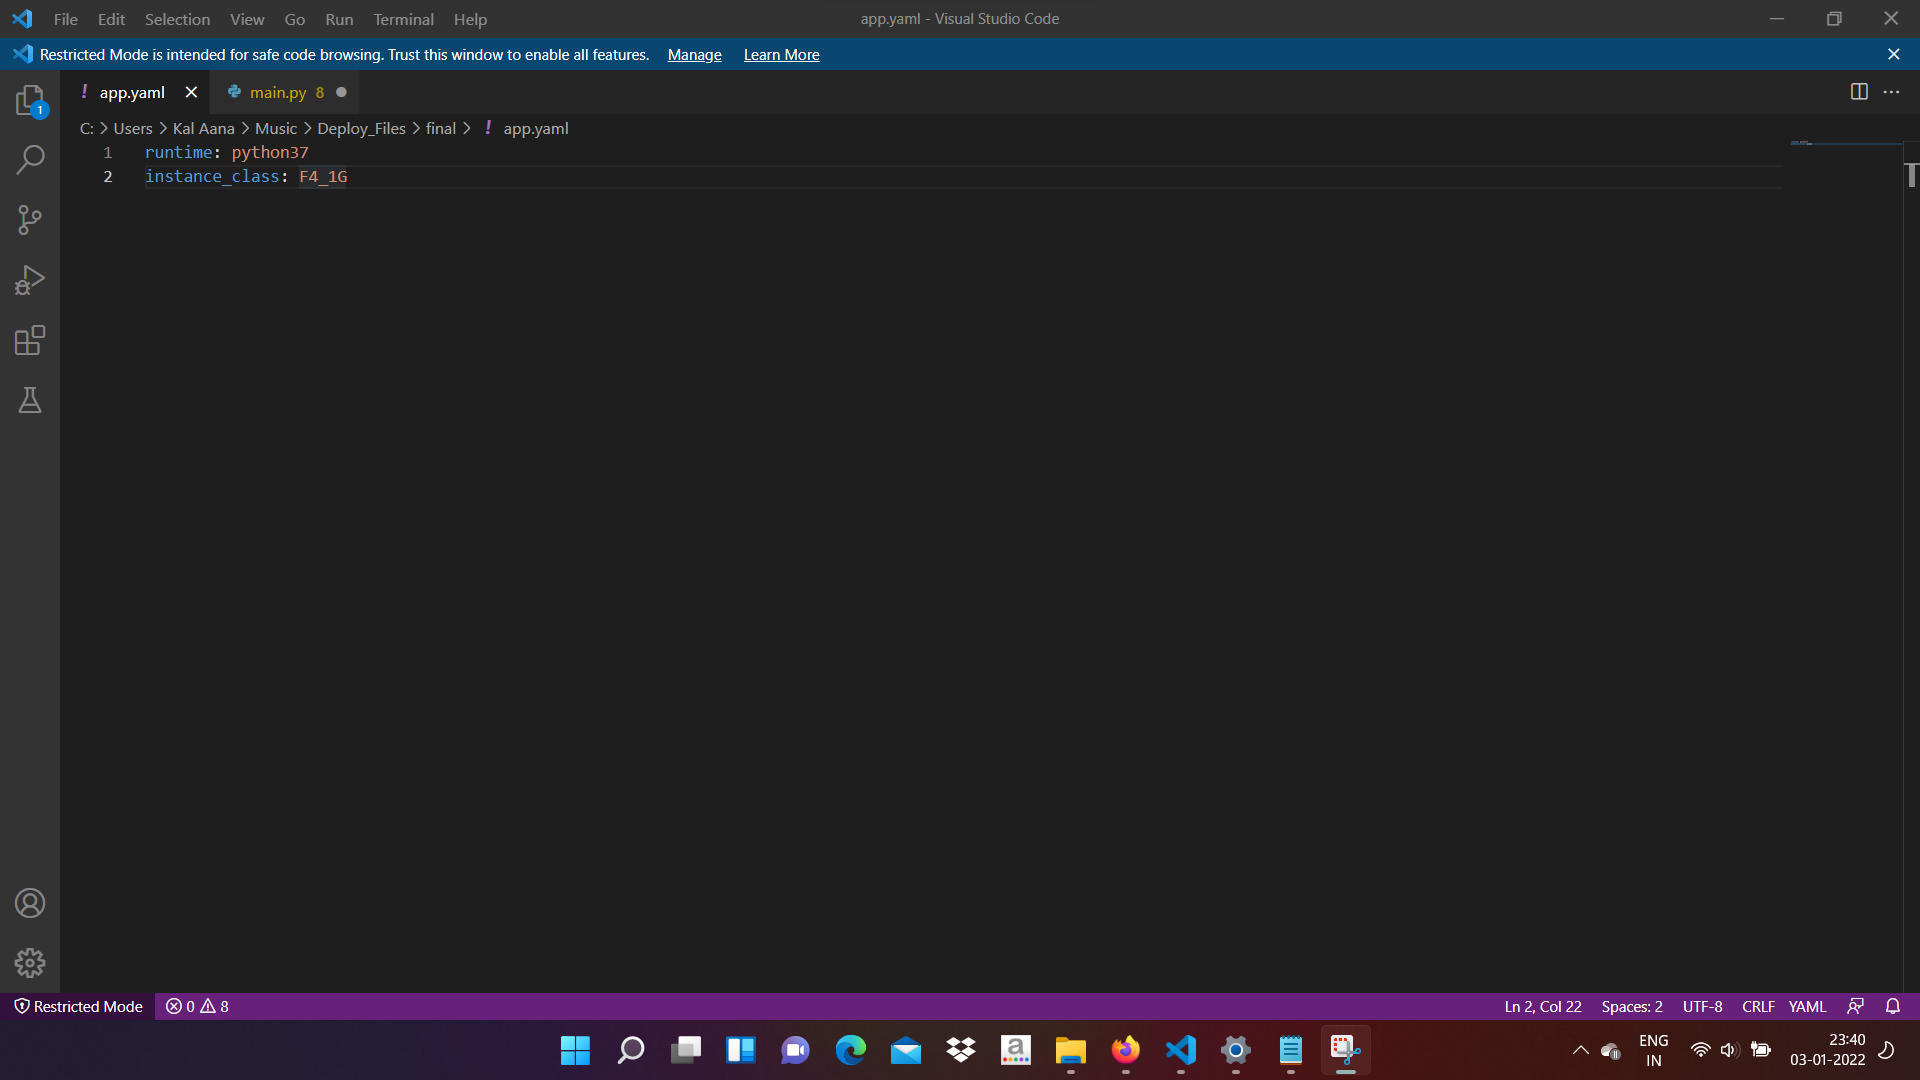 File Edit Selection View Go Run Terminal Help app.yaml - Visual Studio Code
Restricted Mode is intended for safe code browsing. Trust this window to enable all features. Manage Learn More
1
! app.yaml main.py 8
C: > Users > Kal Aana > Music > Deploy_Files > final > ! app.yaml
1 runtime: python37
2 instance_class: F4_1G
Restricted Mode 0 8 Ln 2, Col 22 Spaces: 2 UTF-8 CRLF YAML
a
ENG
IN
23:40
03-01-2022